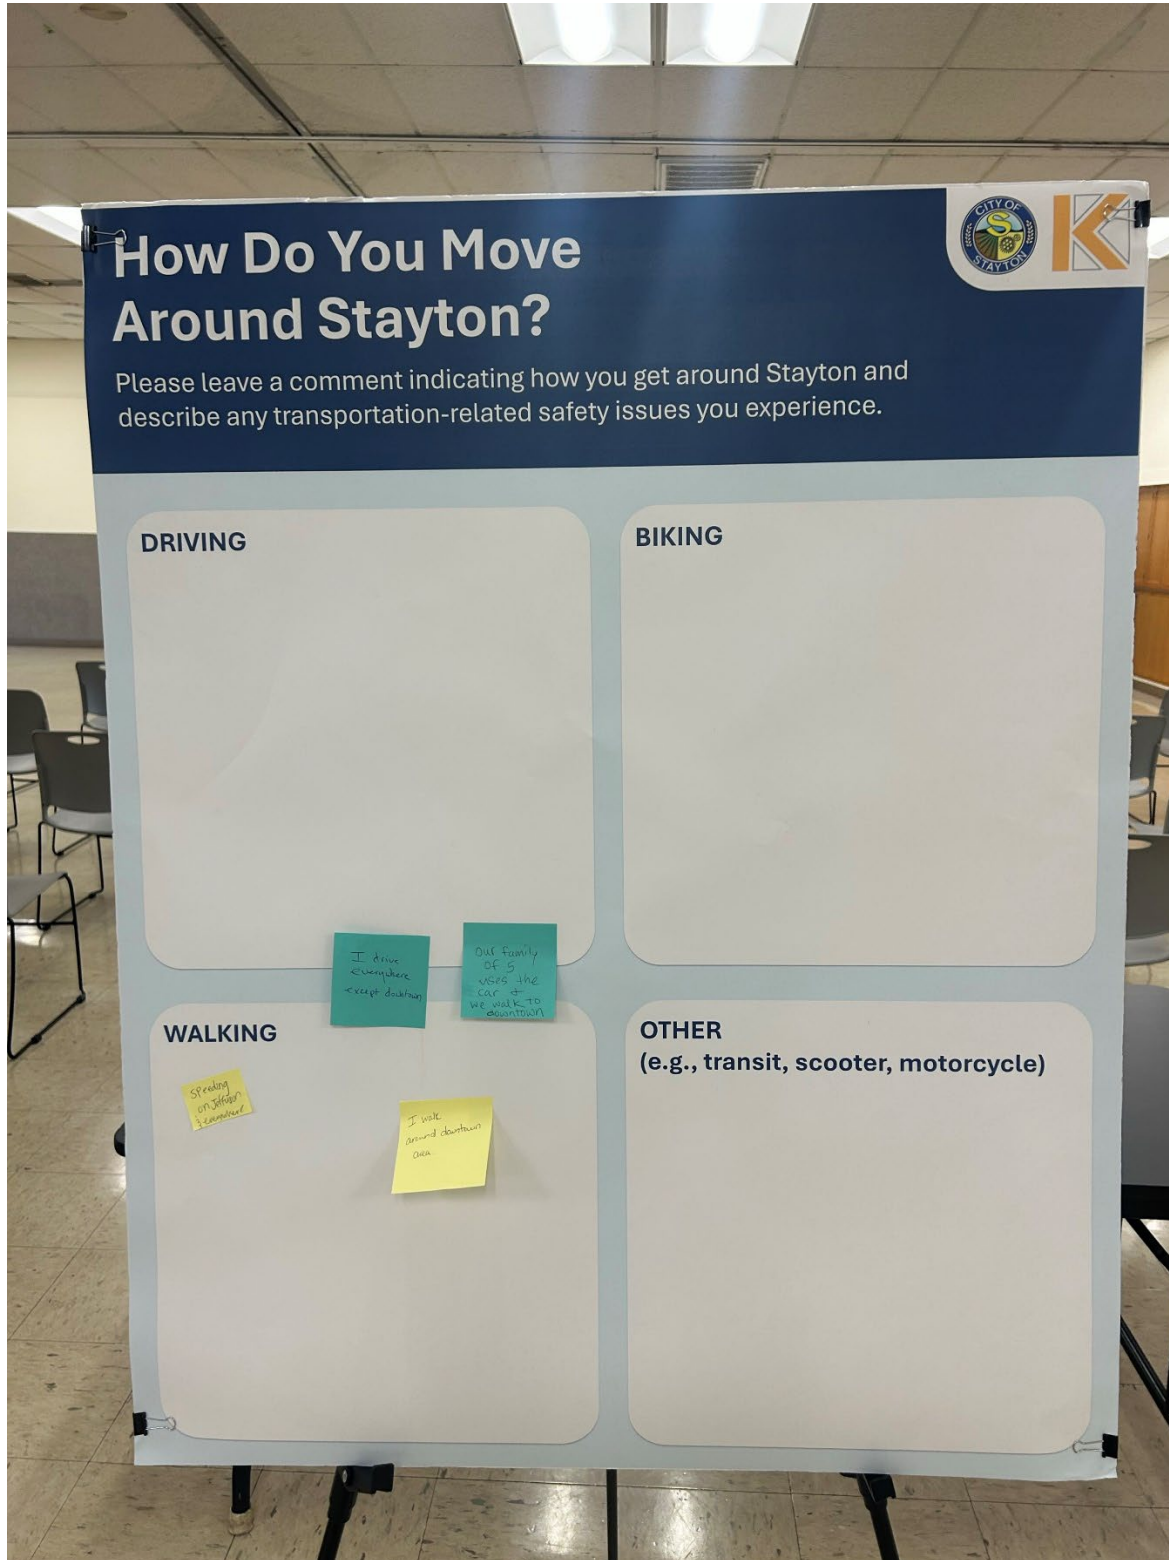 How Do You Move
Around Stayton?
Please leave a comment indicating how you get around Stayton and
describe any transportation-related safety issues you experience.
CITY OF
S
STAYTON
K
DRIVING
BIKING
I drive
everywhere
except downtown
Our family
of 5
uses the
car &
we walk to
downtown
WALKING
Speeding
on Jefferson
& everywhere
I walk
around downtown
area
OTHER
(e.g., transit, scooter, motorcycle)